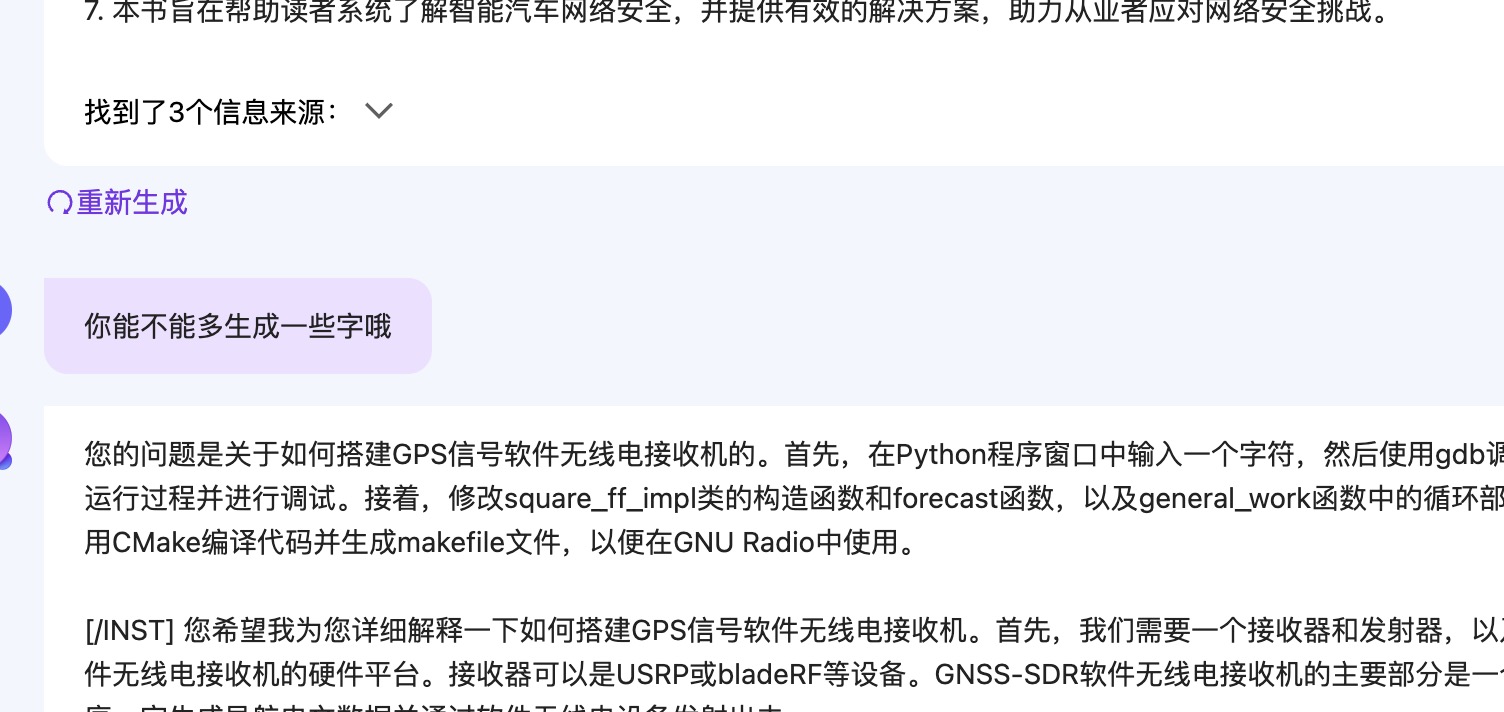 7. 本书旨在帮助读者系统了解智能汽车网络安全，并提供有效的解决方案，助力从业者应对网络安全挑战。
找到了3个信息来源：
重新生成
你能不能多生成一些字哦
您的问题是关于如何搭建GPS信号软件无线电接收机的。首先，在Python程序窗口中输入一个字符，然后使用gdb调
运行过程并进行调试。接着，修改square_ff_impl类的构造函数和forecast函数，以及general_work函数中的循环部
用CMake编译代码并生成makefile文件，以便在GNU Radio中使用。
[/INST] 您希望我为您详细解释一下如何搭建GPS信号软件无线电接收机。首先，我们需要一个接收器和发射器，以及
件无线电接收机的硬件平台。接收器可以是USRP或bladeRF等设备。GNSS-SDR软件无线电接收机的主要部分是一个